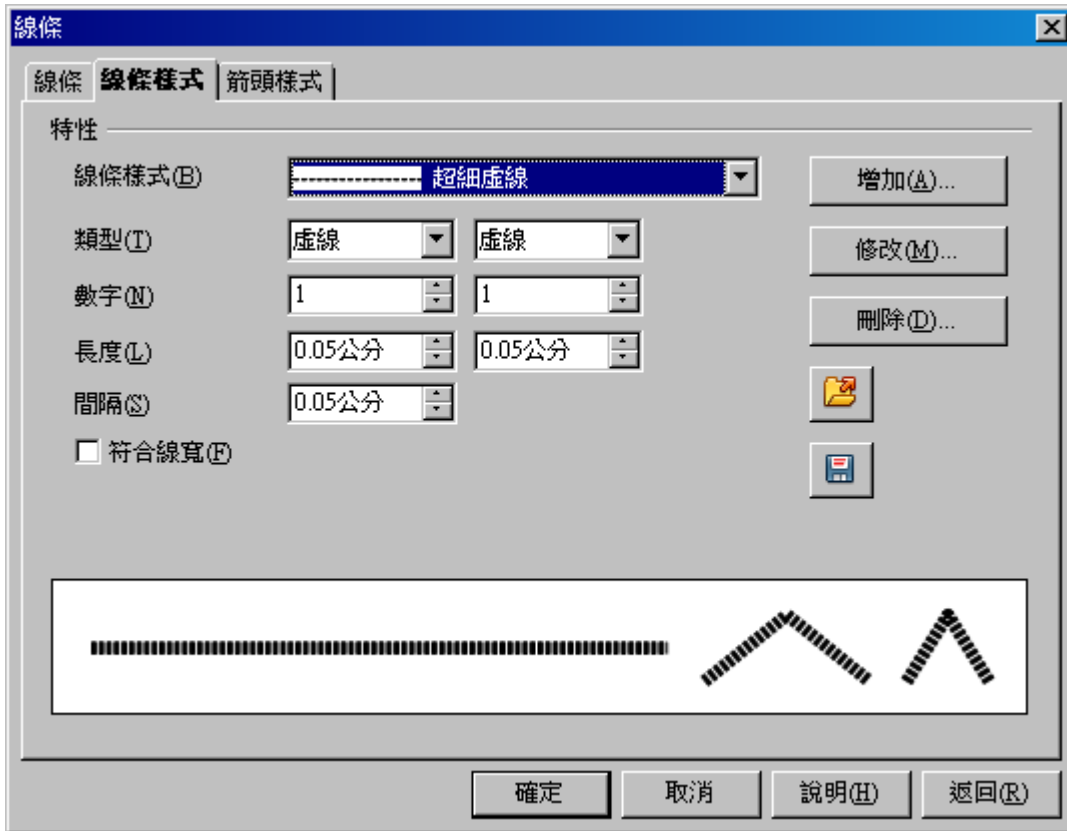 線條
線條 線條樣式 箭頭樣式
特性
線條樣式(B) 超細虛線 增加(A)...
類型(T) 虛線 虛線 修改(M)...
數字(N) 1 1
刪除(D)...
長度(L) 0.05公分 0.05公分
間隔(S) 0.05公分
符合線寬(F)
確定 取消 說明(H) 返回(R)